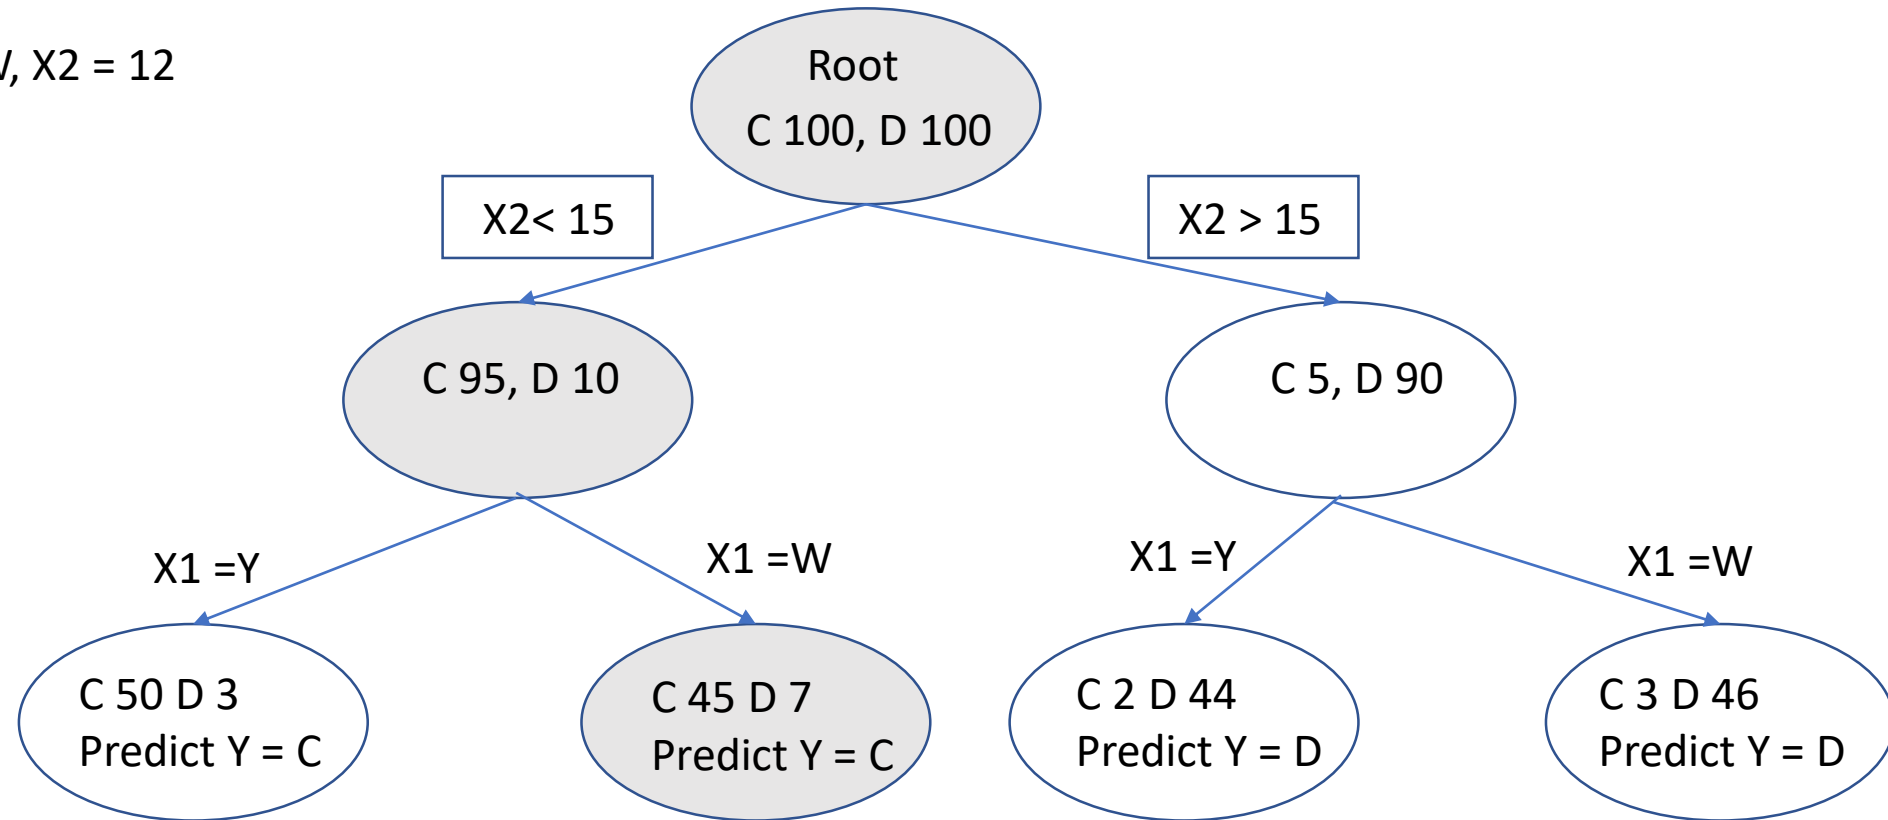 , X2 = 12
Root
C 100, D 100
X2< 15
X2 > 15
C 95, D 10
C 5, D 90
X1 =Y
X1 =W
X1 =Y
X1 =W
C 50 D 3
Predict Y = C
C 45 D 7
Predict Y = C
C 2 D 44
Predict Y = D
C 3 D 46
Predict Y = D